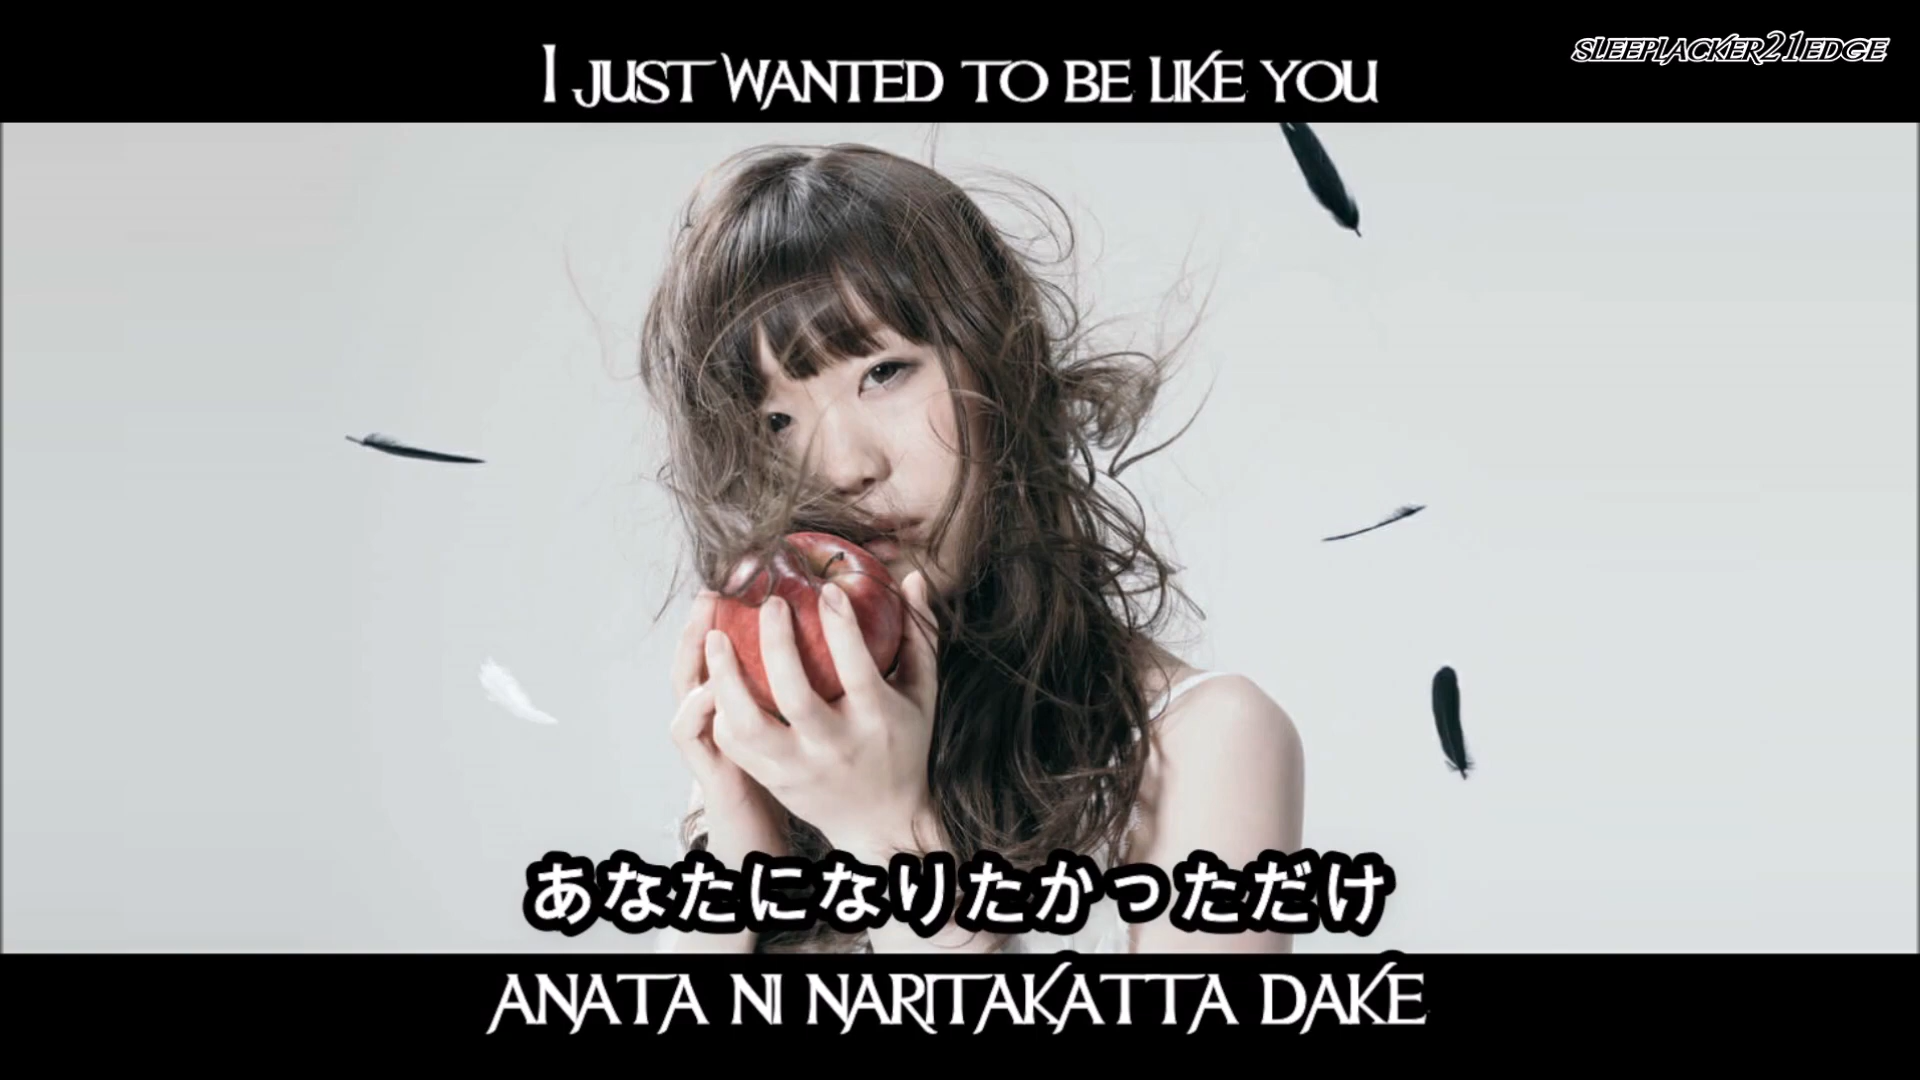 I JUST WANTED TO BE LIKE YOU
SLEEPLACKER21EDGE
あなたになりたかっただけ
ANATA NI NARITAKATTA DAKE